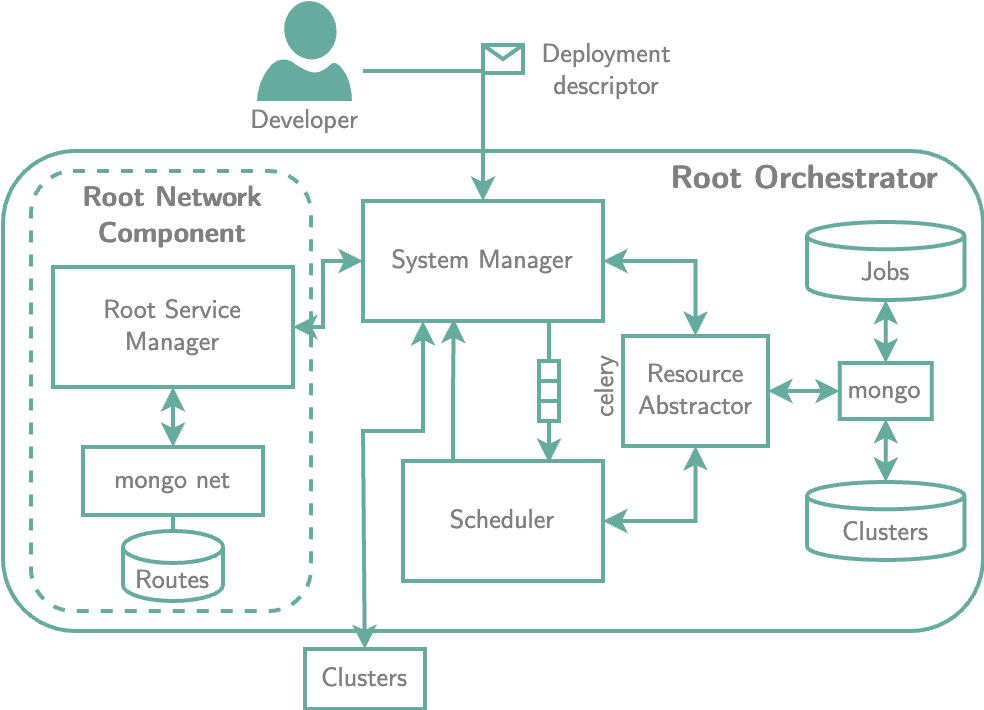 Deployment
descriptor
Developer
Root Orchestrator
Root Network
Component
System Manager
Jobs
Root Service
Manager
celery
Resource
Abstractor
mongo
mongo net
Scheduler
Clusters
Routes
Clusters